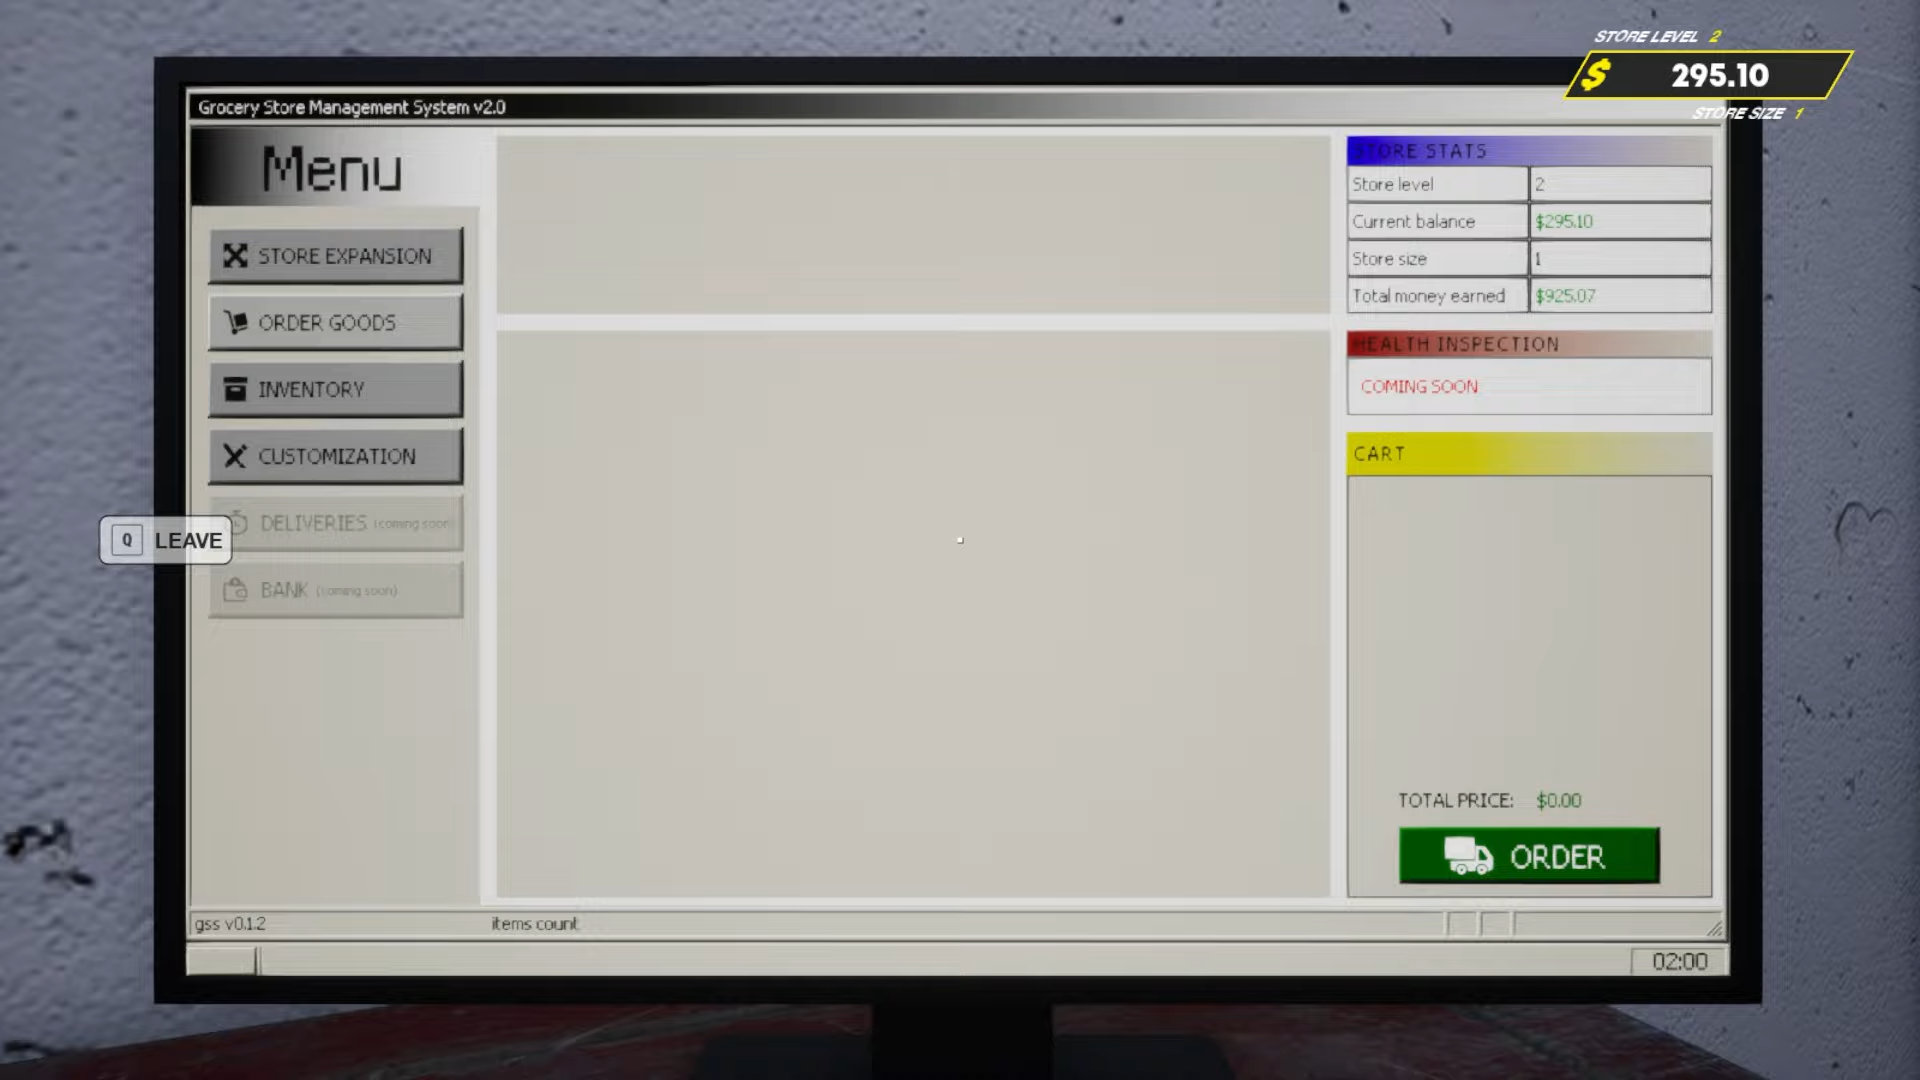 STORE LEVEL 2
$ 295.10
STORE SIZE 1
Grocery Store Management System v2.0
Menu
STORE EXPANSION
ORDER GOODS
INVENTORY
CUSTOMIZATION
DELIVERIES (coming soon
BANK (coming soon)
Q LEAVE
STORE STATS
Store level 2
Current balance $295.10
Store size 1
Total money earned $925.07
HEALTH INSPECTION
COMING SOON
CART
TOTAL PRICE: $0.00
ORDER
gss v0.1.2
items count
02:00